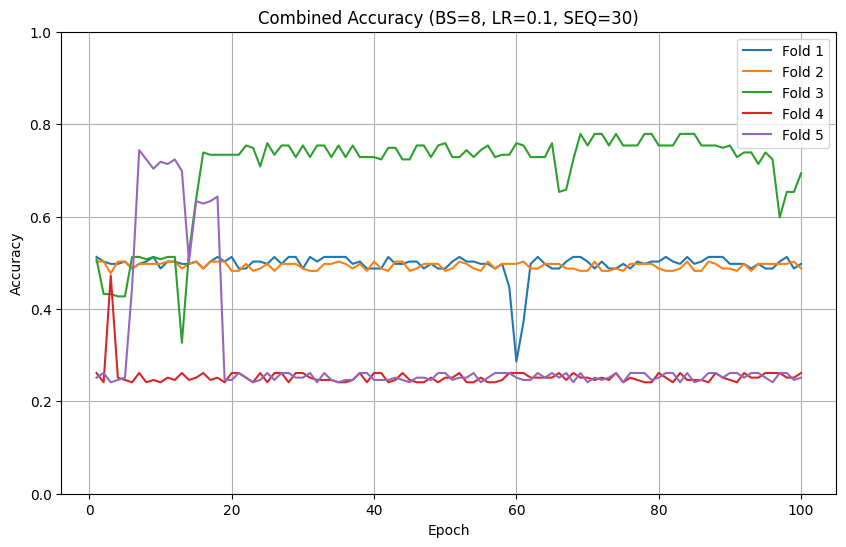 Combined Accuracy (BS=8, LR=0.1, SEQ=30)
1.0
0.8
0.6
0.4
0.2
0.0
Accuracy
Fold 1
Fold 2
Fold 3
Fold 4
Fold 5
0 20 40 60 80 100
Epoch